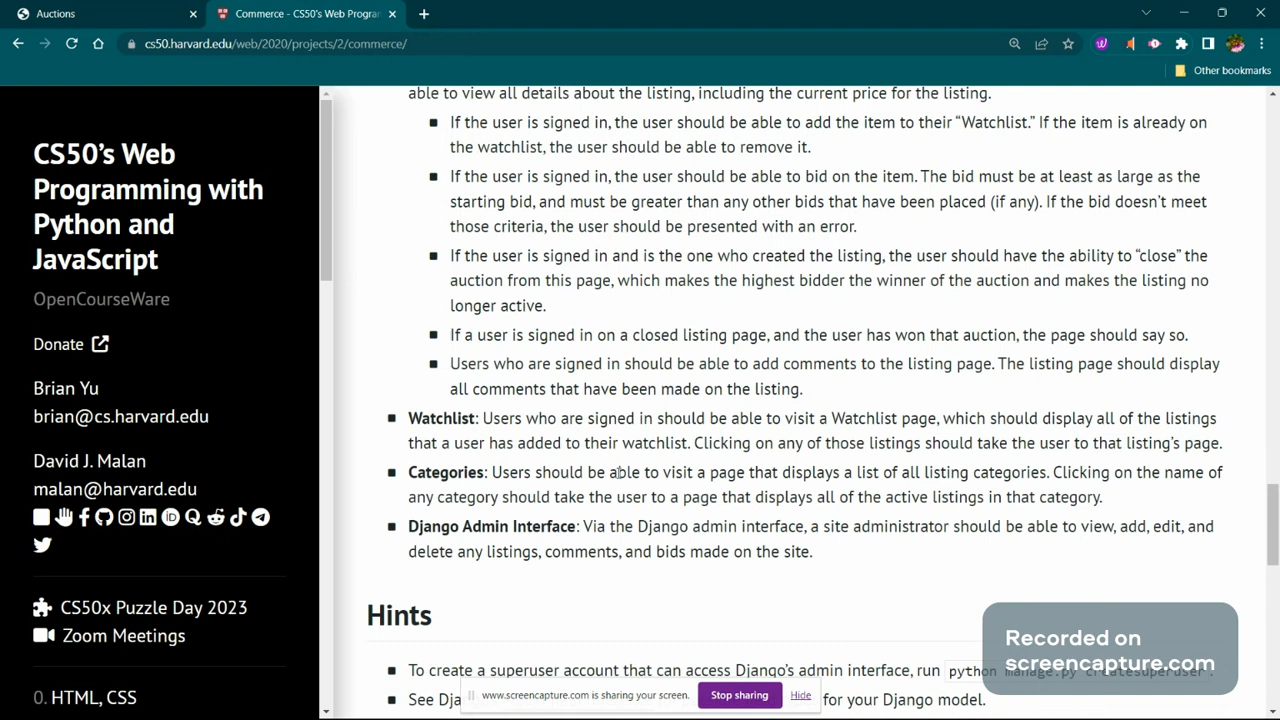 Auctions
Commerce - CS50's Web Progra
cs50.harvard.edu/web/2020/projects/2/commerce/
Other bookmarks
CS50's Web
Programming with
Python and
JavaScript
OpenCourseWare
Donate
Brian Yu
brian@cs.harvard.edu
David J. Malan
malan@harvard.edu
CS50x Puzzle Day 2023
Zoom Meetings
0. HTML, CSS
able to view all details about the listing, including the current price for the listing.
If the user is signed in, the user should be able to add the item to their “Watchlist.” If the item is already on
the watchlist, the user should be able to remove it.
If the user is signed in, the user should be able to bid on the item. The bid must be at least as large as the
starting bid, and must be greater than any other bids that have been placed (if any). If the bid doesn’t meet
those criteria, the user should be presented with an error.
If the user is signed in and is the one who created the listing, the user should have the ability to “close” the
auction from this page, which makes the highest bidder the winner of the auction and makes the listing no
longer active.
If a user is signed in on a closed listing page, and the user has won that auction, the page should say so.
Users who are signed in should be able to add comments to the listing page. The listing page should display
all comments that have been made on the listing.
Watchlist: Users who are signed in should be able to visit a Watchlist page, which should display all of the listings
that a user has added to their watchlist. Clicking on any of those listings should take the user to that listing’s page.
Categories: Users should be able to visit a page that displays a list of all listing categories. Clicking on the name of
any category should take the user to a page that displays all of the active listings in that category.
Django Admin Interface: Via the Django admin interface, a site administrator should be able to view, add, edit, and
delete any listings, comments, and bids made on the site.
Hints
To create a superuser account that can access Django’s admin interface, run python manage.py createsuperuser.
See Dja for your Django model.
www.screencapture.com is sharing your screen.
Stop sharing
Hide
Recorded on
screencapture.com